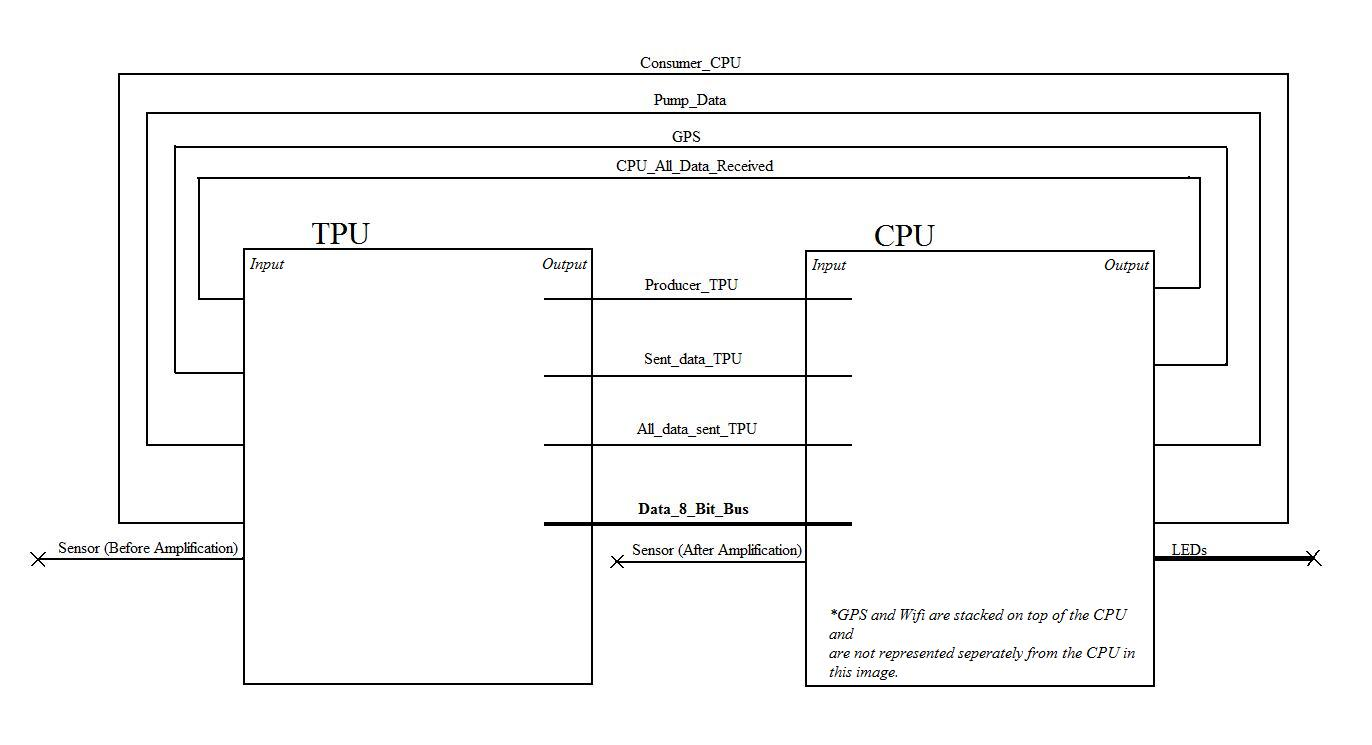 Consumer_CPU
Pump_Data
GPS
CPU_All_Data_Received
TPU
CPU
Input
Output
Input
Output
Producer_TPU
Sent_data_TPU
All_data_sent_TPU
Data_8_Bit_Bus
Sensor (Before Amplification)
Sensor (After Amplification)
LEDs
*GPS and Wifi are stacked on top of the CPU
and
are not represented seperately from the CPU in
this image.